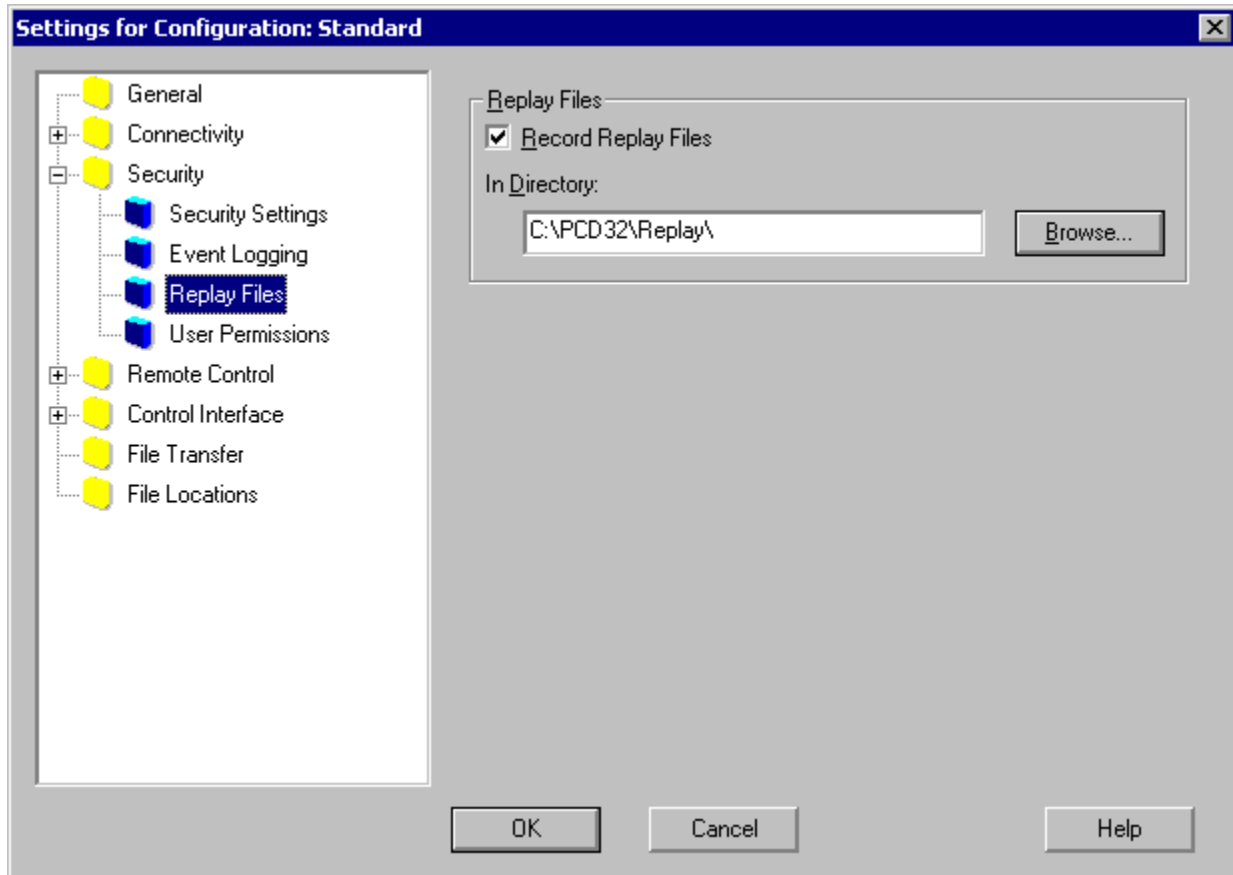 Settings for Configuration: Standard
General
Connectivity
Security
Security Settings
Event Logging
Replay Files
User Permissions
Remote Control
Control Interface
File Transfer
File Locations
Replay Files
Record Replay Files
In Directory:
C:\PCD32\Replay\
Browse...
OK
Cancel
Help